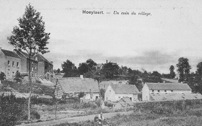 Hoeylaert. — Un coin du village.